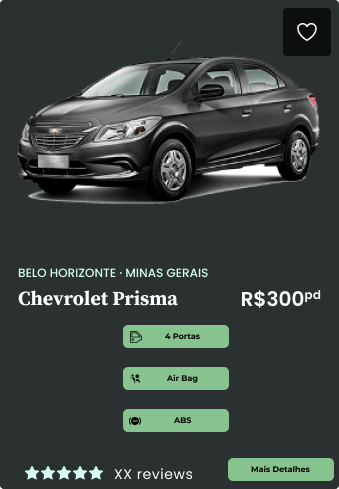 BELO HORIZONTE · MINAS GERAIS
Chevrolet Prisma R$300pd
4 Portas
Air Bag
ABS
XX reviews Mais Detalhes